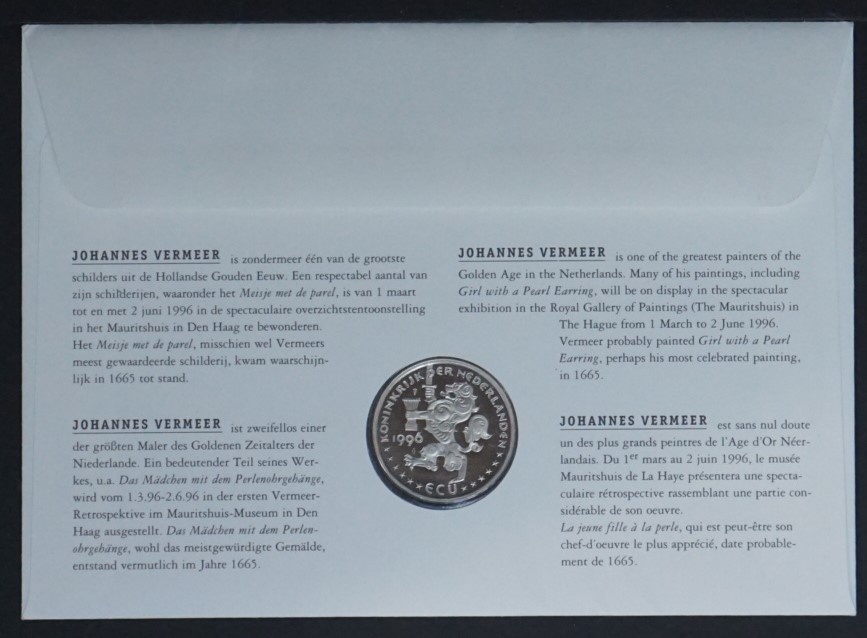 JOHANNES VERMEER is zondermeer één van de grootste
schilders uit de Hollandse Gouden Eeuw. Een respectabel aantal van
zijn schilderijen, waaronder het Meisje met de parel, is van 1 maart
tot en met 2 juni 1996 in de spectaculaire overzichtstentoonstelling
in het Mauritshuis in Den Haag te bewonderen.
Het Meisje met de parel, misschien wel Vermeers
meest gewaardeerde schilderij, kwam waarschijn-
lijk in 1665 tot stand.
JOHANNES VERMEER is one of the greatest painters of the
Golden Age in the Netherlands. Many of his paintings, including
Girl with a Pearl Earring, will be on display in the spectacular
exhibition in the Royal Gallery of Paintings (The Mauritshuis) in
The Hague from 1 March to 2 June 1996.
Vermeer probably painted Girl with a Pearl
Earring, perhaps his most celebrated painting,
in 1665.
KONINKRIJK DER NEDERLANDEN
1996
ECU
JOHANNES VERMEER ist zweifellos einer
der größten Maler des Goldenen Zeitalters der
Niederlande. Ein bedeutender Teil seines Wer-
kes, u.a. Das Mädchen mit dem Perlenohrgehänge,
wird vom 1.3.96-2.6.96 in der ersten Vermeer-
Retrospektive im Mauritshuis-Museum in Den
Haag ausgestellt. Das Mädchen mit dem Perlen-
ohrgehänge, wohl das meistgewürdigte Gemälde,
entstand vermutlich im Jahre 1665.
JOHANNES VERMEER est sans nul doute
un des plus grands peintres de l'Age d'Or Néer-
landais. Du 1er mars au 2 juin 1996, le musée
Mauritshuis de La Haye présentera une specta-
culaire rétrospective rassemblant une partie con-
sidérable de son oeuvre.
La jeune fille à la perle, qui est peut-être son
chef-d'oeuvre le plus apprécié, date probable-
ment de 1665.